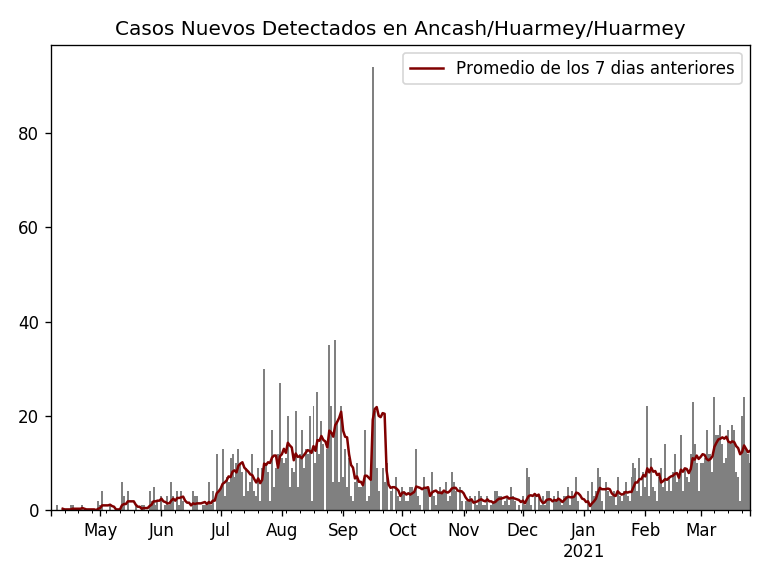 Casos Nuevos Detectados en Ancash/Huarmey/Huarmey
Promedio de los 7 dias anteriores
80
60
40
20
0
May Jun Jul Aug Sep Oct Nov Dec Jan Feb Mar
2021